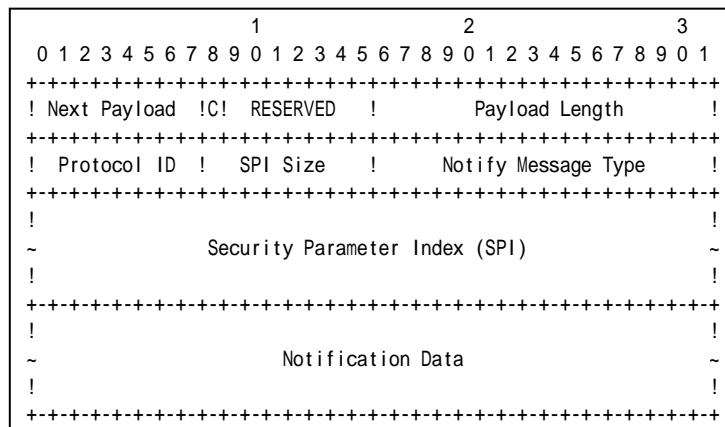 1                   2                   3
 0 1 2 3 4 5 6 7 8 9 0 1 2 3 4 5 6 7 8 9 0 1 2 3 4 5 6 7 8 9 0 1
+-+-+-+-+-+-+-+-+-+-+-+-+-+-+-+-+-+-+-+-+-+-+-+-+-+-+-+-+-+-+-+-+
! Next Payload  !C!  RESERVED   !         Payload Length        !
+-+-+-+-+-+-+-+-+-+-+-+-+-+-+-+-+-+-+-+-+-+-+-+-+-+-+-+-+-+-+-+-+
!  Protocol ID  !   SPI Size    !      Notify Message Type      !
+-+-+-+-+-+-+-+-+-+-+-+-+-+-+-+-+-+-+-+-+-+-+-+-+-+-+-+-+-+-+-+-+
!                                                               !
~                Security Parameter Index (SPI)                 ~
!                                                               !
+-+-+-+-+-+-+-+-+-+-+-+-+-+-+-+-+-+-+-+-+-+-+-+-+-+-+-+-+-+-+-+-+
!                                                               !
~                       Notification Data                       ~
!                                                               !
+-+-+-+-+-+-+-+-+-+-+-+-+-+-+-+-+-+-+-+-+-+-+-+-+-+-+-+-+-+-+-+-+